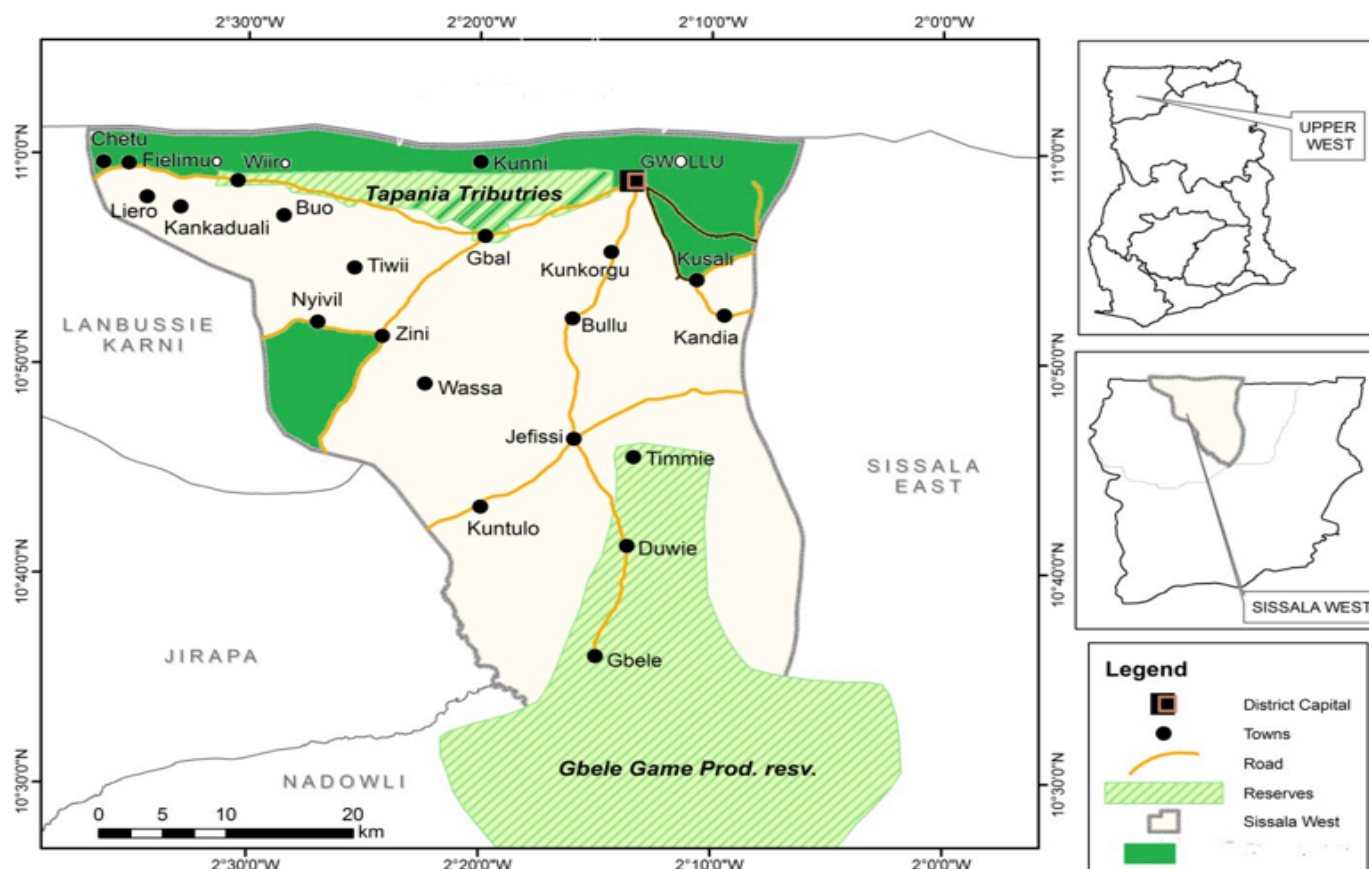 2°30'0"W
2°20'0"W
2°10'0"W
2°0'0"W
11°0'0"N
11°0'0"N
Chetu
Fielimuo
Wiiro
Kunni
GWOLLU
Tapania Tributries
Liero
Kankaduali
Buo
Gbal
Kunkorgu
Kusali
Tiwii
Nyivil
Zini
Bullu
Kandia
LANBUSSIE
KARNI
10°50'0"N
10°50'0"N
Wassa
Jefissi
Timmie
SISSALA
EAST
Kuntulo
Duwie
10°40'0"N
10°40'0"N
JIRAPA
Gbele
Gbele Game Prod. resv.
NADOWLI
10°30'0"N
10°30'0"N
0 5 10 20
km
2°30'0"W
2°20'0"W
2°10'0"W
2°0'0"W
UPPER
WEST
SISSALA WEST
Legend
District Capital
Towns
Road
Reserves
Sissala West